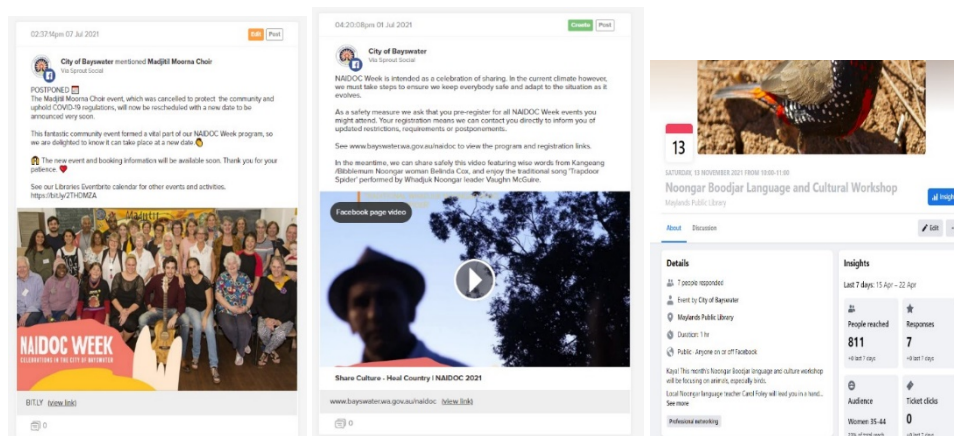 02:37:14pm 07 Jul 2021
Edit
Post
City of Bayswater mentioned Madjitil Moorna Choir
Via Sprout Social
POSTPONED
The Madjitil Moorna Choir event, which was cancelled to protect the community and
uphold COVID-19 regulations, will now be rescheduled with a new date to be
announced very soon.
This fantastic community event formed a vital part of our NAIDOC Week program, so
we are delighted to know it can take place at a new date.
The new event and booking information will be available soon. Thank you for your
patience.
See our Libraries Eventbrite calendar for other events and activities.
NAIDOC WEEK
CELEBRATIONS IN THE CITY OF BAYSWATER
BIT.LY (view link)
0
04:20:08pm 01 Jul 2021
Create
Post
City of Bayswater
Via Sprout Social
NAIDOC Week is intended as a celebration of sharing. In the current climate however,
we must take steps to ensure we keep everybody safe and adapt to the situation as it
evolves.
As a safety measure we ask that you pre-register for all NAIDOC Week events you
might attend. Your registration means we can contact you directly to inform you of
updated restrictions, requirements or postponements.
See www.bayswater.wa.gov.au/naidoc to view the program and registration links.
In the meantime, we can share safely this video featuring wise words from Kangeang
/Bibblemum Noongar woman Belinda Cox, and enjoy the traditional song 'Trapdoor
Spider' performed by Whadjuk Noongar leader Vaughn McGuire.
Facebook page video
Share Culture - Heal Country I NAIDOC 2021
www.bayswater.wa.gov.au/naidoc (view link)
0
13
SATURDAY, 13 NOVEMBER 2021 FROM 10:00-11:00
Noongar Boodjar Language and Cultural Workshop
Maylands Public Library
About
Discussion
Edit
Details
7 people responded
Event by City of Bayswater
Maylands Public Library
Duration: 1 hr
Public · Anyone on or off Facebook
Kaya! This month's Noongar Boodjar language and culture workshop
will be focusing on animals, especially birds.
Local Noongar language teacher Carol Foley will lead you in a hand...
See more
Professional networking
Insights
Last 7 days: 15 Apr – 22 Apr
People reached
811
+0 last 7 days
Responses
7
+0 last 7 days
Audience
Women 35-44
Ticket clicks
0